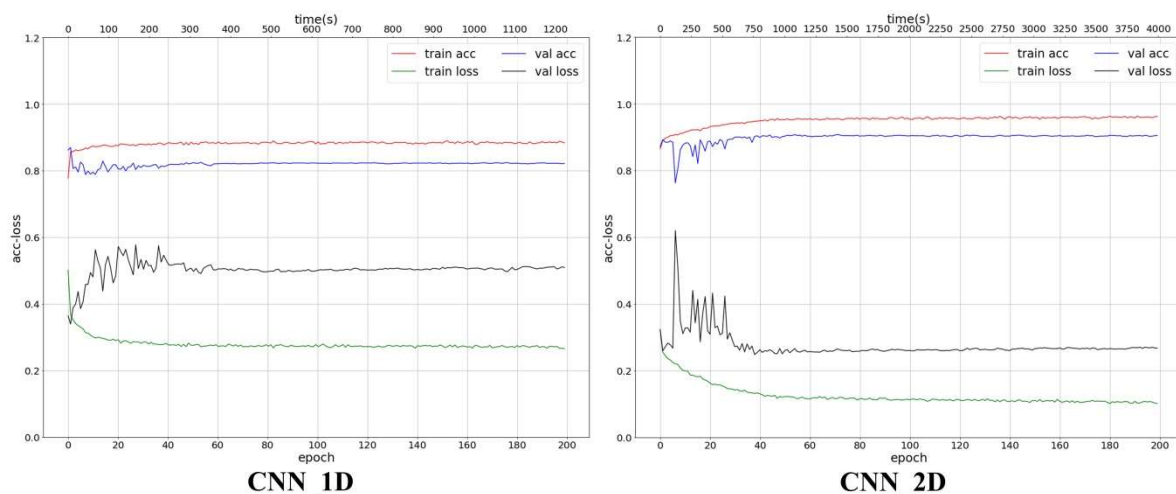 time(s)
0 100 200 300 400 500 600 700 800 900 1000 1100 1200
1.2
1.0
0.8
0.6
0.4
0.2
0.0
acc-loss
train acc val acc
train loss val loss
0 20 40 60 80 100 120 140 160 180 200
epoch
CNN_1D
time(s)
0 250 500 750 1000 1250 1500 1750 2000 2250 2500 2750 3000 3250 3500 3750 4000
1.2
1.0
0.8
0.6
0.4
0.2
0.0
acc-loss
train acc val acc
train loss val loss
0 20 40 60 80 100 120 140 160 180 200
epoch
CNN_2D